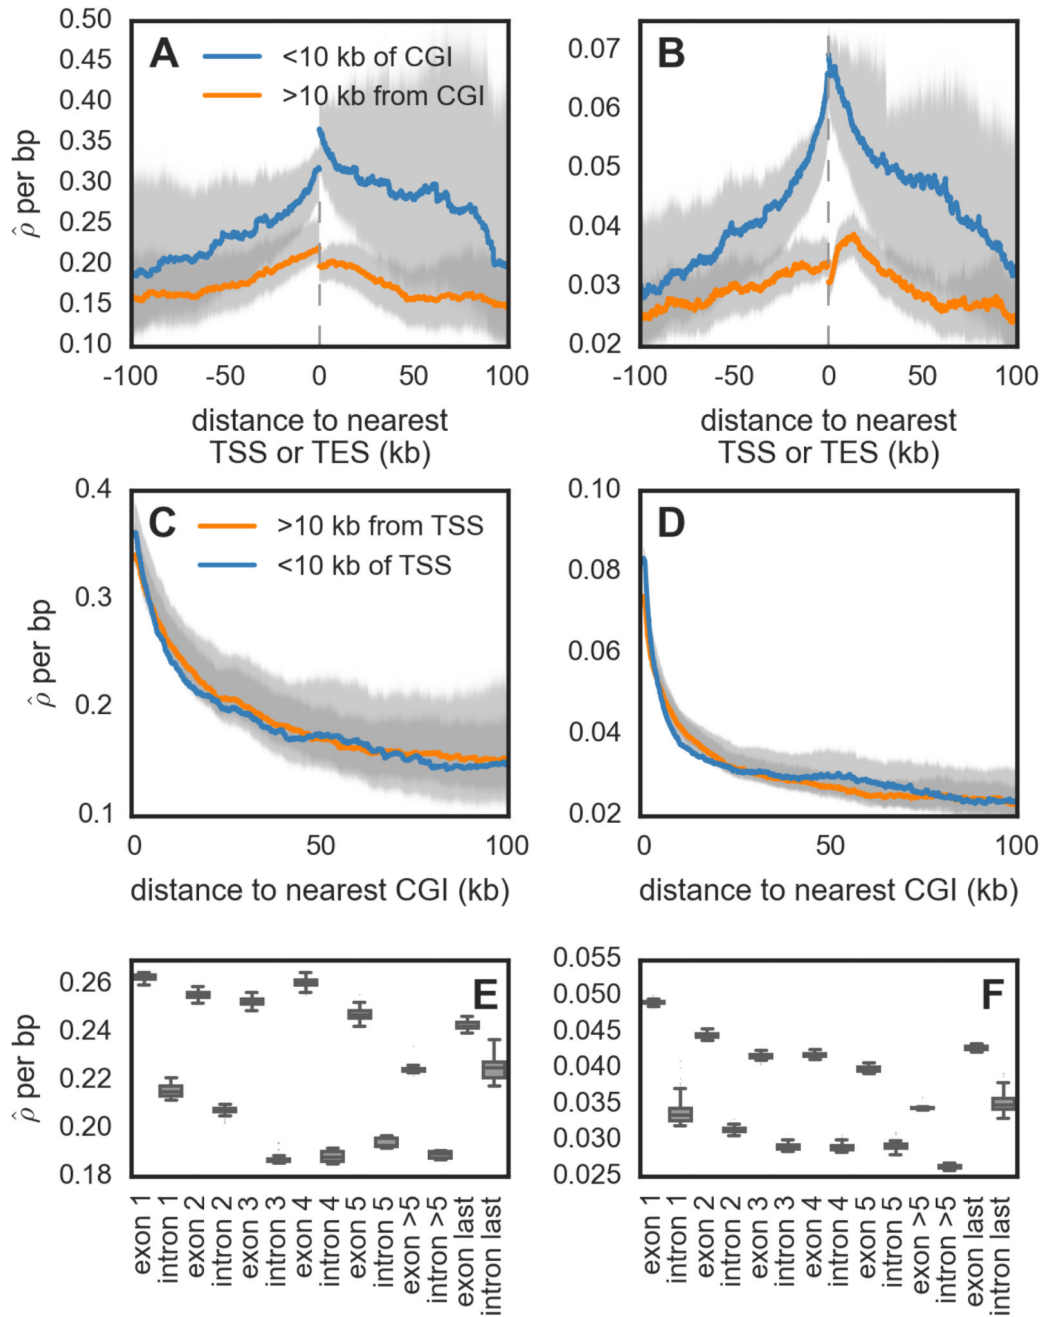 0.50
0.45
0.40
0.35
0.30
0.25
0.20
0.15
0.10
ρ̂ per bp
A
<10 kb of CGI
>10 kb from CGI
-100 -50 0 50 100
distance to nearest
TSS or TES (kb)
0.07
0.06
0.05
0.04
0.03
0.02
B
-100 -50 0 50 100
distance to nearest
TSS or TES (kb)
0.4
0.3
0.2
0.1
ρ̂ per bp
C
>10 kb from TSS
<10 kb of TSS
0 50 100
distance to nearest CGI (kb)
0.10
0.08
0.06
0.04
0.02
D
0 50 100
distance to nearest CGI (kb)
0.26
0.24
0.22
0.20
0.18
ρ̂ per bp
E
exon 1
intron 1
exon 2
intron 2
exon 3
intron 3
exon 4
intron 4
exon 5
intron 5
exon >5
intron >5
exon last
intron last
0.055
0.050
0.045
0.040
0.035
0.030
0.025
F
exon 1
intron 1
exon 2
intron 2
exon 3
intron 3
exon 4
intron 4
exon 5
intron 5
exon >5
intron >5
exon last
intron last